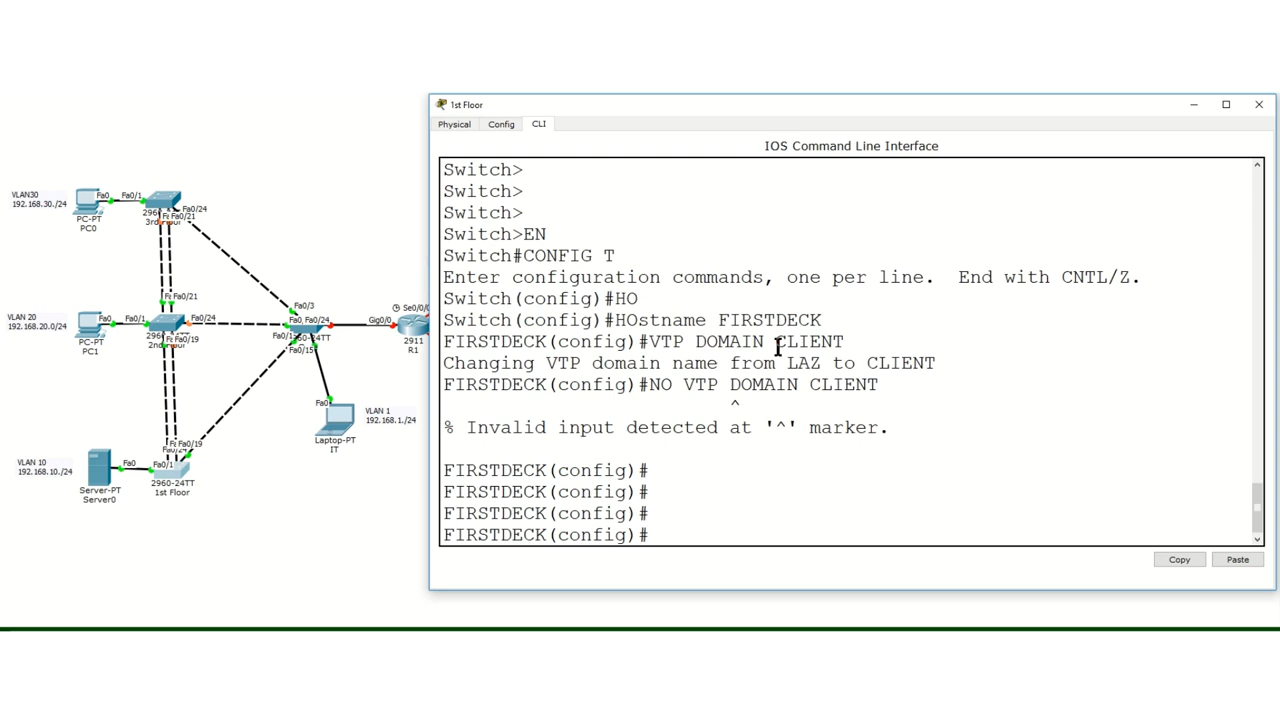 1st Floor
Physical Config CLI
IOS Command Line Interface
Switch>
Switch>
Switch>
Switch>EN
Switch#CONFIG T
Enter configuration commands, one per line.  End with CNTL/Z.
Switch(config)#HO
Switch(config)#HOstname FIRSTDECK
FIRSTDECK(config)#VTP DOMAIN CLIENT
Changing VTP domain name from LAZ to CLIENT
FIRSTDECK(config)#NO VTP DOMAIN CLIENT
^
% Invalid input detected at '^' marker.
FIRSTDECK(config)#
FIRSTDECK(config)#
FIRSTDECK(config)#
FIRSTDECK(config)#
Copy Paste
VLAN30
192.168.30./24
Fa0 Fa0/1
PC-PT
PC0
Fa0/24
Fa0/21
Fa0/21
VLAN 20
192.168.20.0/24
Fa0 Fa0/1
PC-PT
PC1
Fa0/24
Fa0/19
Fa0/3
Fa0/24
Se0/0/0
Gig0/0
2911
R1
Fa0
Laptop-PT
IT
VLAN 1
192.168.1./24
VLAN 10
192.168.10./24
Fa0 Fa0/1
Fa0/19
Server-PT
Server0
2960-24TT
1st Floor